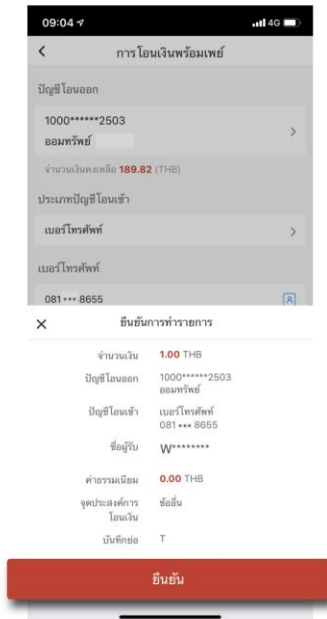 09:04
4G
การโอนเงินพร้อมเพย์
บัญชีโอนออก
1000******2503
ออมทรัพย์
จำนวนเงินคงเหลือ 189.82 (THB)
ประเภทบัญชีโอนเข้า
เบอร์โทรศัพท์
เบอร์โทรศัพท์
081 *** 8655
ยืนยันการทำรายการ
จำนวนเงิน 1.00 THB
บัญชีโอนออก 1000******2503
ออมทรัพย์
บัญชีโอนเข้า เบอร์โทรศัพท์
081 *** 8655
ชื่อผู้รับ W********
ค่าธรรมเนียม 0.00 THB
จุดประสงค์การ ซ้ออื่น
โอนเงิน
บันทึกย่อ T
ยืนยัน